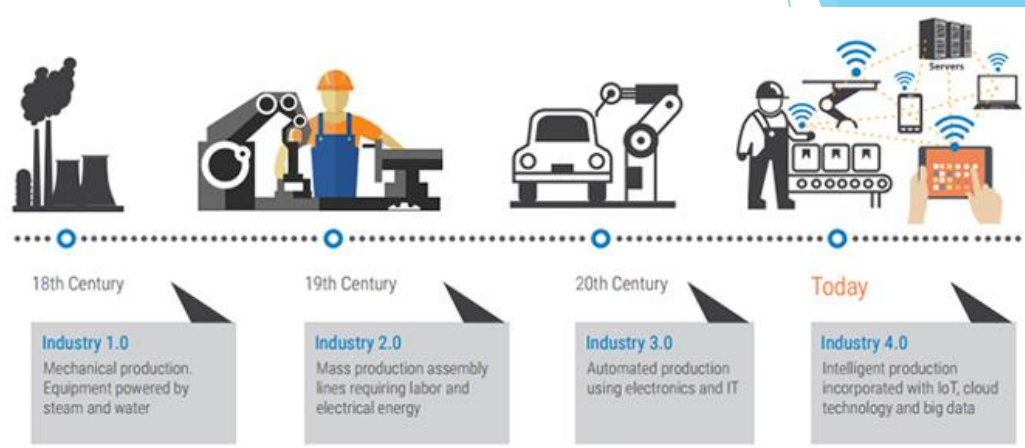 Servers
18th Century
Industry 1.0
Mechanical production.
Equipment powered by
steam and water
19th Century
Industry 2.0
Mass production assembly
lines requiring labor and
electrical energy
20th Century
Industry 3.0
Automated production
using electronics and IT
Today
Industry 4.0
Intelligent production
incorporated with IoT, cloud
technology and big data